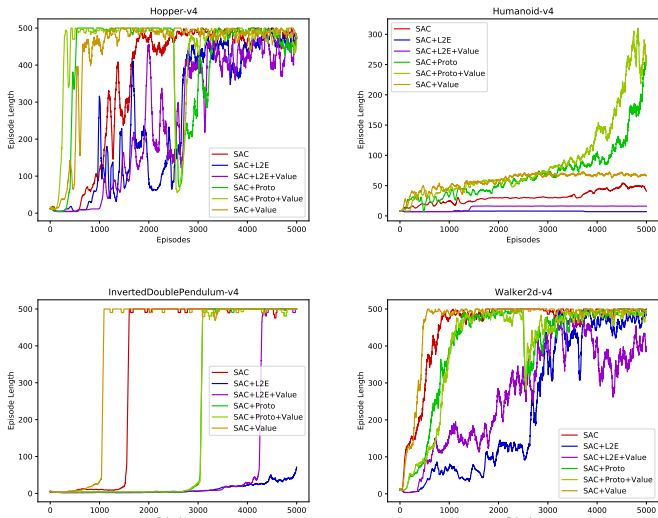 Hopper-v4
Episode Length
500
400
300
200
100
0
0
1000
2000
3000
4000
5000
Episodes
SAC
SAC+L2E
SAC+L2E+Value
SAC+Proto
SAC+Proto+Value
SAC+Value
Humanoid-v4
Episode Length
300
250
200
150
100
50
0
0
1000
2000
3000
4000
5000
Episodes
SAC
SAC+L2E
SAC+L2E+Value
SAC+Proto
SAC+Proto+Value
SAC+Value
InvertedDoublePendulum-v4
Episode Length
500
400
300
200
100
0
0
1000
2000
3000
4000
5000
SAC
SAC+L2E
SAC+L2E+Value
SAC+Proto
SAC+Proto+Value
SAC+Value
Walker2d-v4
Episode Length
500
400
300
200
100
0
0
1000
2000
3000
4000
5000
SAC
SAC+L2E
SAC+L2E+Value
SAC+Proto
SAC+Proto+Value
SAC+Value